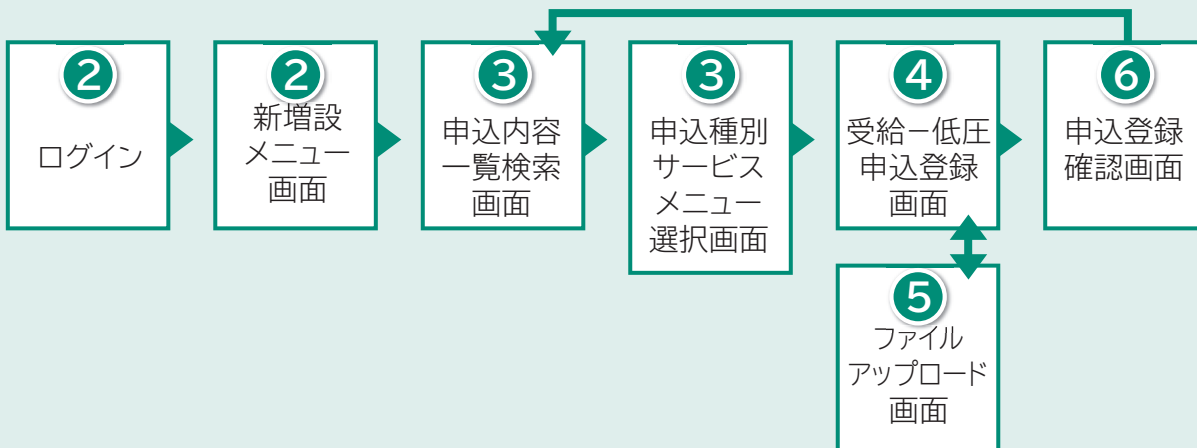 2
ログイン
2
新増設
メニュー
画面
3
申込内容
一覧検索
画面
3
申込種別
サービス
メニュー
選択画面
4
受給－低圧
申込登録
画面
6
申込登録
確認画面
5
ファイル
アップロード
画面